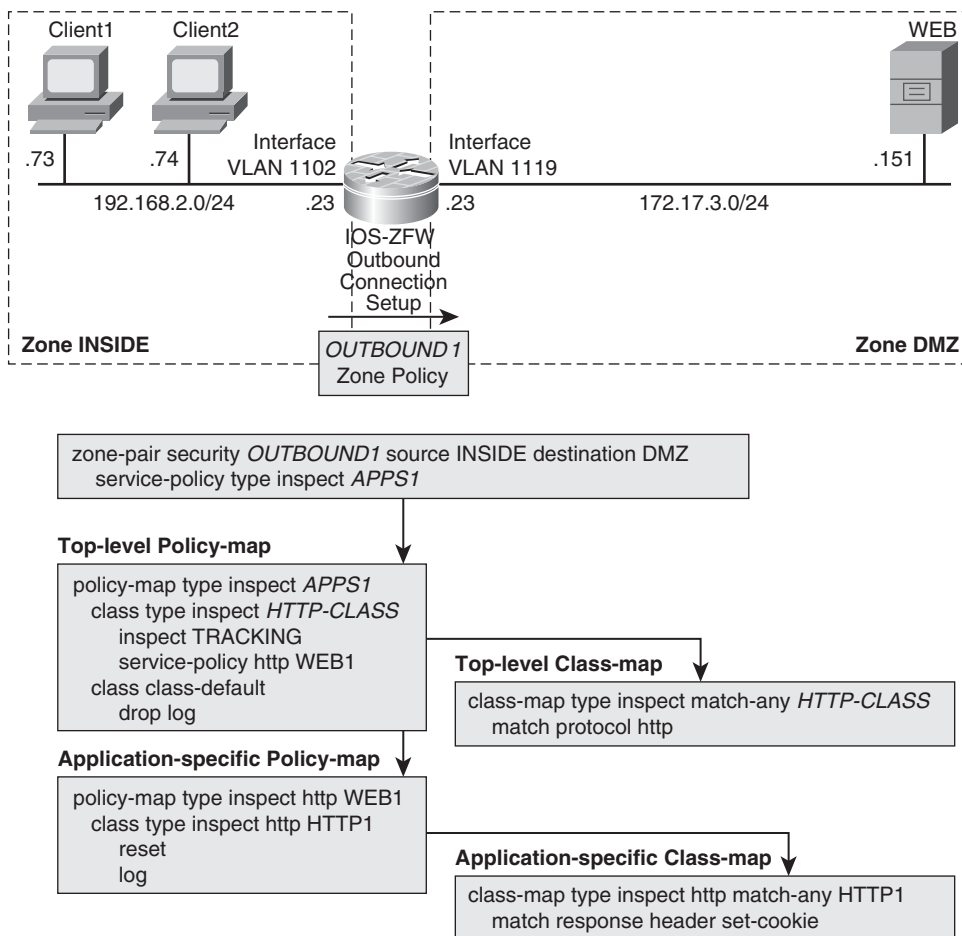 Client1
Client2
WEB
.73
.74
Interface
VLAN 1102
Interface
VLAN 1119
.151
192.168.2.0/24
.23
.23
172.17.3.0/24
IOS-ZFW
Outbound
Connection
Setup
Zone INSIDE
OUTBOUND1
Zone Policy
Zone DMZ
zone-pair security OUTBOUND1 source INSIDE destination DMZ
service-policy type inspect APPS1
Top-level Policy-map
policy-map type inspect APPS1
class type inspect HTTP-CLASS
inspect TRACKING
service-policy http WEB1
class class-default
drop log
Top-level Class-map
class-map type inspect match-any HTTP-CLASS
match protocol http
Application-specific Policy-map
policy-map type inspect http WEB1
class type inspect http HTTP1
reset
log
Application-specific Class-map
class-map type inspect http match-any HTTP1
match response header set-cookie